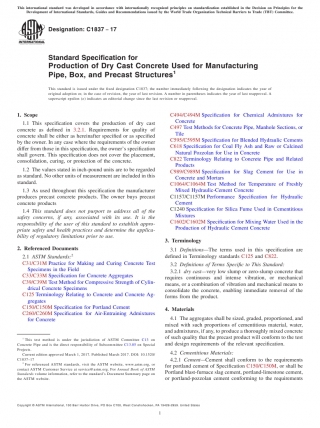 This international standard was developed in accordance with internationally recognized principles on standardization established in the Decision on Principles for the
Development of International Standards, Guides and Recommendations issued by the World Trade Organization Technical Barriers to Trade (TBT) Committee.
Designation: C1837 − 17
Standard Specification for
Production of Dry Cast Concrete Used for Manufacturing
Pipe, Box, and Precast Structures1
This standard is issued under the fixed designation C1837; the number immediately following the designation indicates the year of
original adoption or, in the case of revision, the year of last revision. A number in parentheses indicates the year of last reapproval. A
superscript epsilon (ε) indicates an editorial change since the last revision or reapproval.
1. Scope
1.1 This specification covers the production of dry cast
concrete as defined in 3.2.1. Requirements for quality of
concrete shall be either as hereinafter specified or as specified
by the owner. In any case where the requirements of the owner
differ from those in this specification, the owner's specification
shall govern. This specification does not cover the placement,
consolidation, curing, or protection of the concrete.
1.2 The values stated in inch-pound units are to be regarded
as standard. No other units of measurement are included in this
standard.
1.3 As used throughout this specification the manufacturer
produces precast concrete products. The owner buys precast
concrete products.
1.4 This standard does not purport to address all of the
safety concerns, if any, associated with its use. It is the
responsibility of the user of this standard to establish appro-
priate safety and health practices and determine the applica-
bility of regulatory limitations prior to use.
2. Referenced Documents
2.1 ASTM Standards:2
C31/C31M Practice for Making and Curing Concrete Test
Specimens in the Field
C33/C33M Specification for Concrete Aggregates
C39/C39M Test Method for Compressive Strength of Cylin-
drical Concrete Specimens
C125 Terminology Relating to Concrete and Concrete Ag-
gregates
C150/C150M Specification for Portland Cement
C260/C260M Specification for Air-Entraining Admixtures
for Concrete
1 This test method is under the jurisdiction of ASTM Committee C13 on
Concrete Pipe and is the direct responsibility of Subcommittee C13.05 on Special
Projects.
Current edition approved March 1, 2017. Published March 2017. DOI: 10.1520/
C1837-17
2 For referenced ASTM standards, visit the ASTM website, www.astm.org, or
contact ASTM Customer Service at service@astm.org. For Annual Book of ASTM
Standards volume information, refer to the standard's Document Summary page on
the ASTM website.
C494/C494M Specification for Chemical Admixtures for
Concrete
C497 Test Methods for Concrete Pipe, Manhole Sections, or
Tile
C595/C595M Specification for Blended Hydraulic Cements
C618 Specification for Coal Fly Ash and Raw or Calcined
Natural Pozzolan for Use in Concrete
C822 Terminology Relating to Concrete Pipe and Related
Products
C989/C989M Specification for Slag Cement for Use in
Concrete and Mortars
C1064/C1064M Test Method for Temperature of Freshly
Mixed Hydraulic-Cement Concrete
C1157/C1157M Performance Specification for Hydraulic
Cement
C1240 Specification for Silica Fume Used in Cementitious
Mixtures
C1602/C1602M Specification for Mixing Water Used in the
Production of Hydraulic Cement Concrete
3. Terminology
3.1 Definitions—The terms used in this specification are
defined in Terminology standards C125 and C822.
3.2 Definitions of Terms Specific to This Standard:
3.2.1 dry cast—very low slump or zero slump concrete that
requires continuous and intense vibration, or mechanical
means, or a combination of vibration and mechanical means to
consolidate the concrete, enabling immediate removal of the
forms from the product.
4. Materials
4.1 The aggregates shall be sized, graded, proportioned, and
mixed with such proportions of cementitious material, water,
and admixtures, if any, to produce a thoroughly mixed concrete
of such quality that the precast product will conform to the test
and design requirements of the relevant specification.
4.2 Cementitious Materials:
4.2.1 Cement—Cement shall conform to the requirements
for portland cement of Specification C150/C150M, or shall be
Portland blast-furnace slag cement, portland-limestone cement,
or portland-pozzolan cement conforming to the requirements
Copyright © ASTM International, 100 Barr Harbor Drive, PO Box C700, West Conshohocken, PA 19428-2959. United States
1